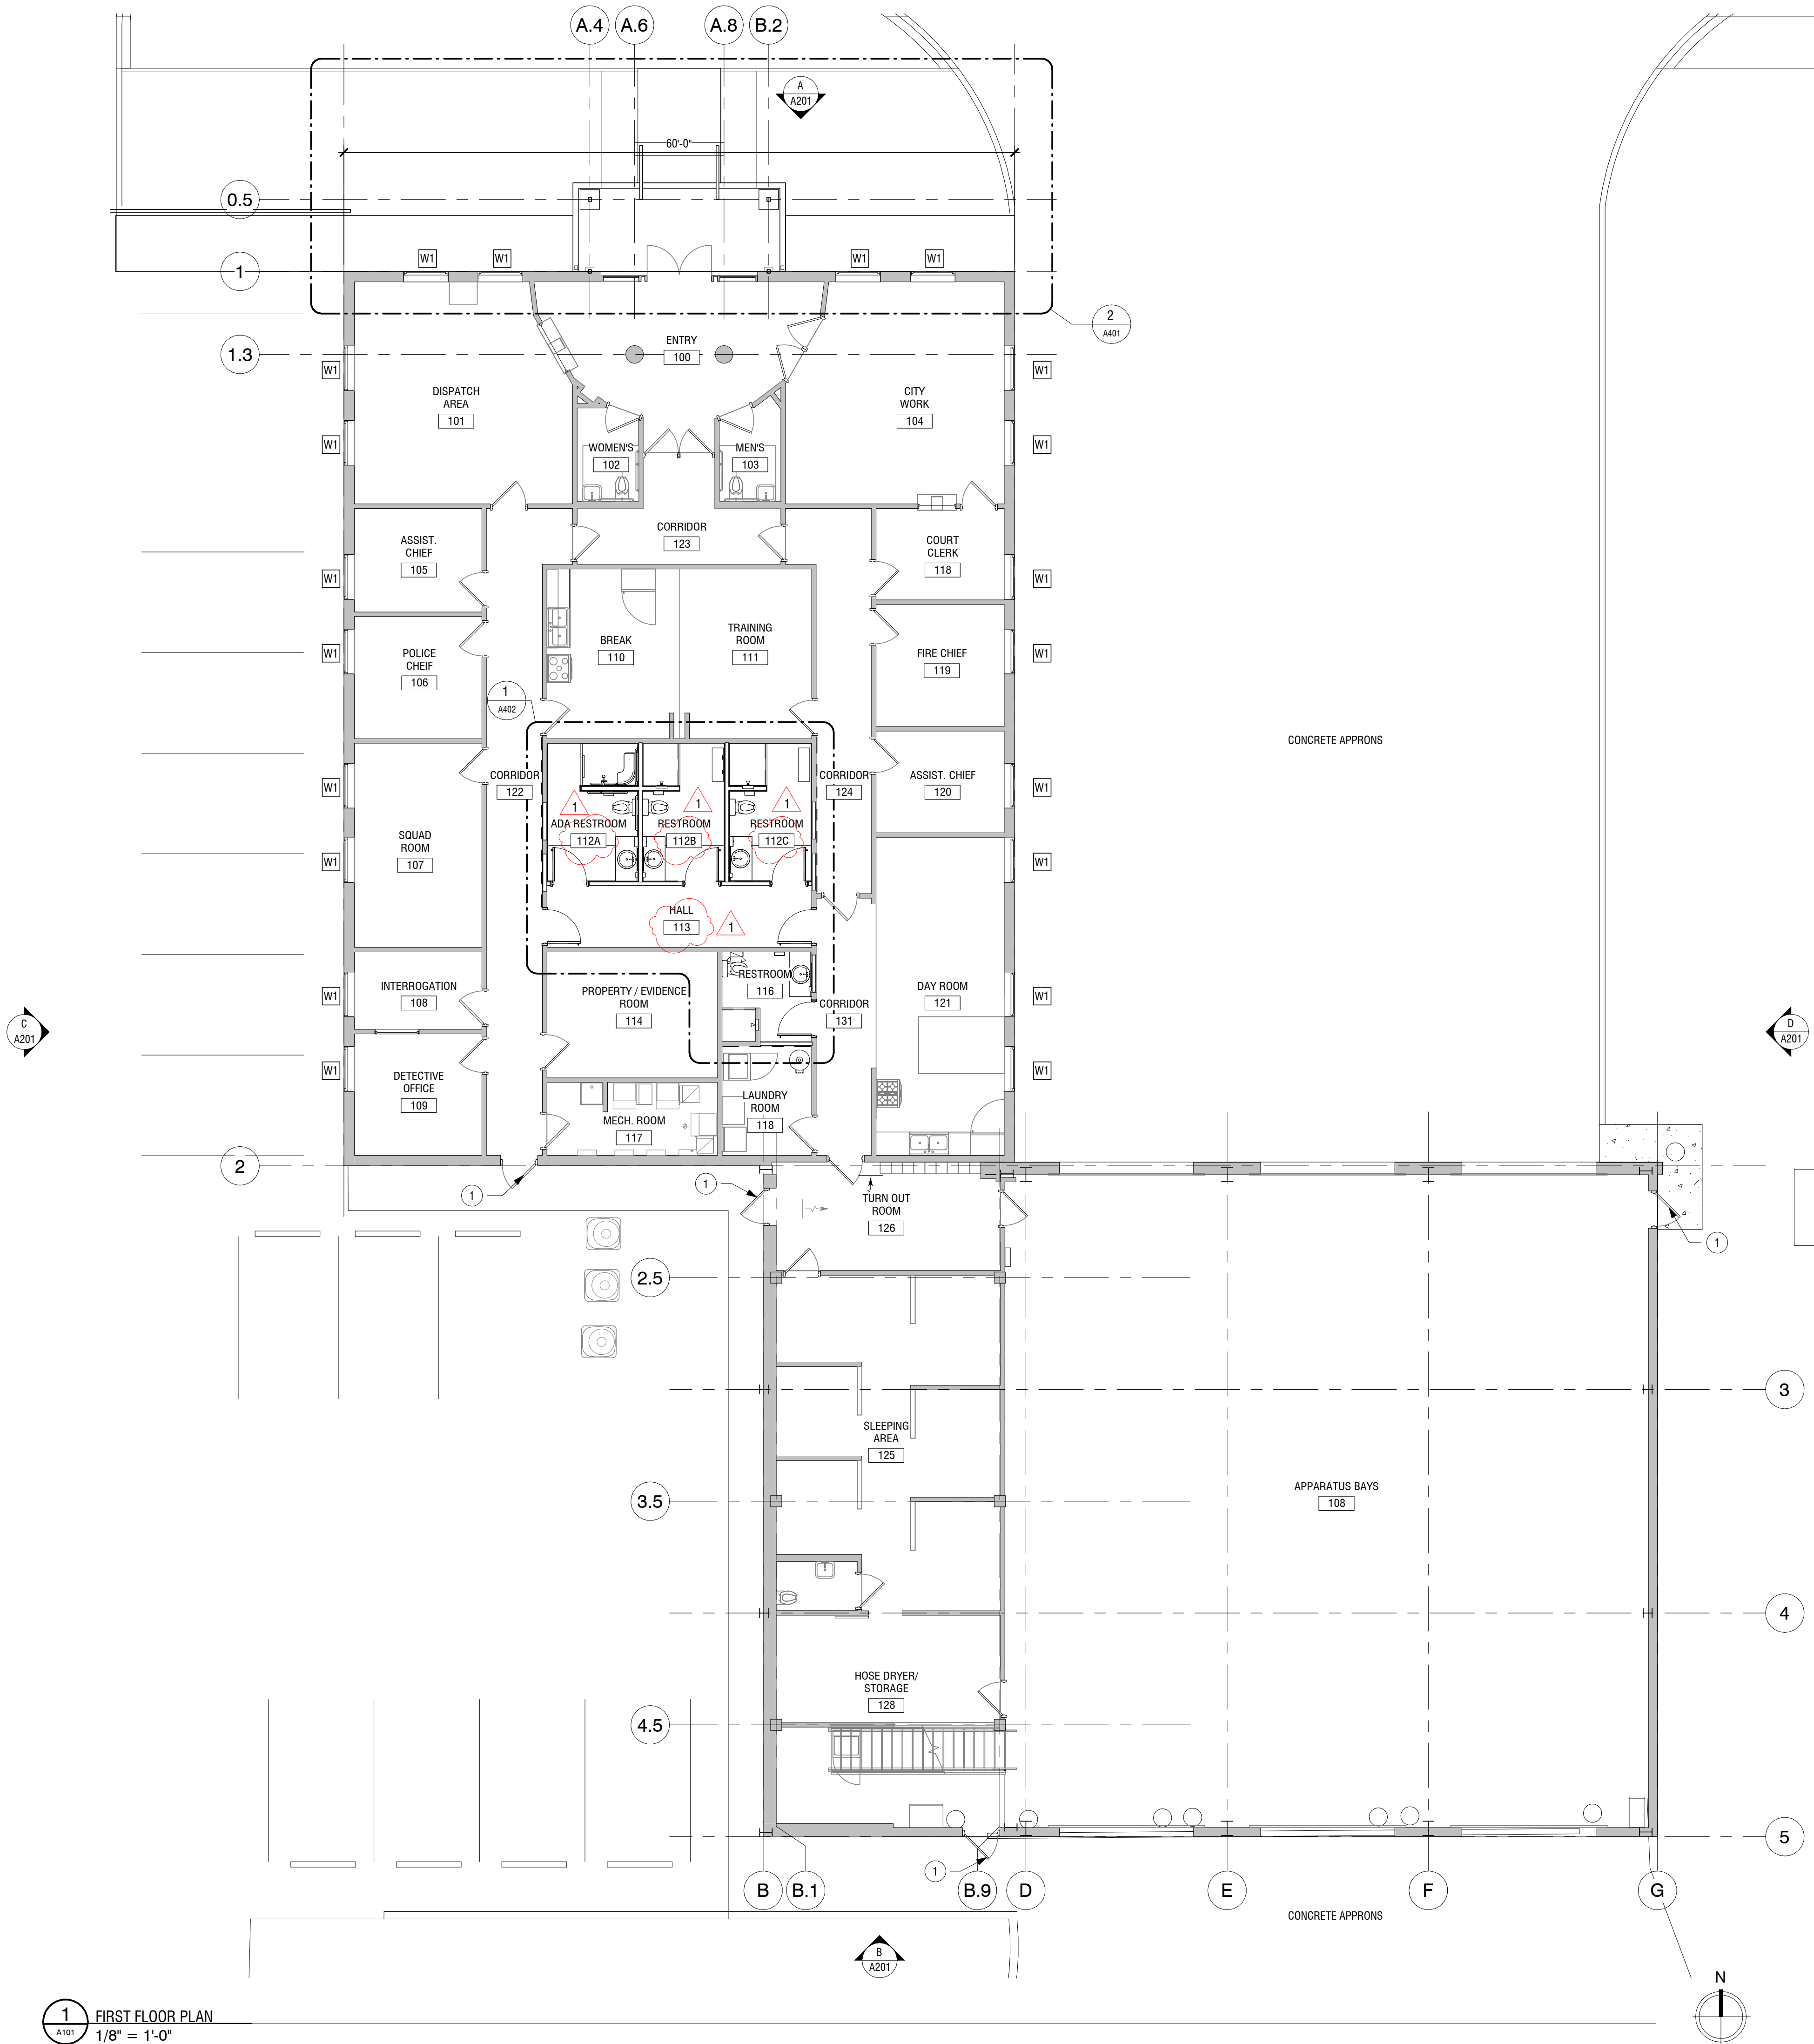 A.4
A.6
A.8
B.2
A
A201
60'-0"
0.5
1
W1
W1
W1
W1
2
A401
1.3
ENTRY
100
W1
W1
DISPATCH
AREA
101
CITY
WORK
104
W1
W1
WOMEN'S
102
MEN'S
103
CORRIDOR
123
ASSIST.
CHIEF
105
COURT
CLERK
118
W1
W1
BREAK
110
TRAINING
ROOM
111
POLICE
CHEIF
106
FIRE CHIEF
119
W1
W1
1
A402
CONCRETE APPRONS
CORRIDOR
122
CORRIDOR
124
ASSIST. CHIEF
120
W1
W1
1
1
1
ADA RESTROOM
112A
RESTROOM
112B
RESTROOM
112C
SQUAD
ROOM
107
W1
W1
HALL
113
1
INTERROGATION
108
PROPERTY / EVIDENCE
ROOM
114
RESTROOM
116
CORRIDOR
131
DAY ROOM
121
W1
W1
C
A201
D
A201
DETECTIVE
OFFICE
109
W1
W1
MECH. ROOM
117
LAUNDRY
ROOM
118
2
1
1
TURN OUT
ROOM
126
1
2.5
3
SLEEPING
AREA
125
3.5
APPARATUS BAYS
108
4
HOSE DRYER/
STORAGE
128
4.5
5
1
B
B.1
B.9
D
E
F
G
CONCRETE APPRONS
B
A201
N
1
A101
FIRST FLOOR PLAN
1/8" = 1'-0"